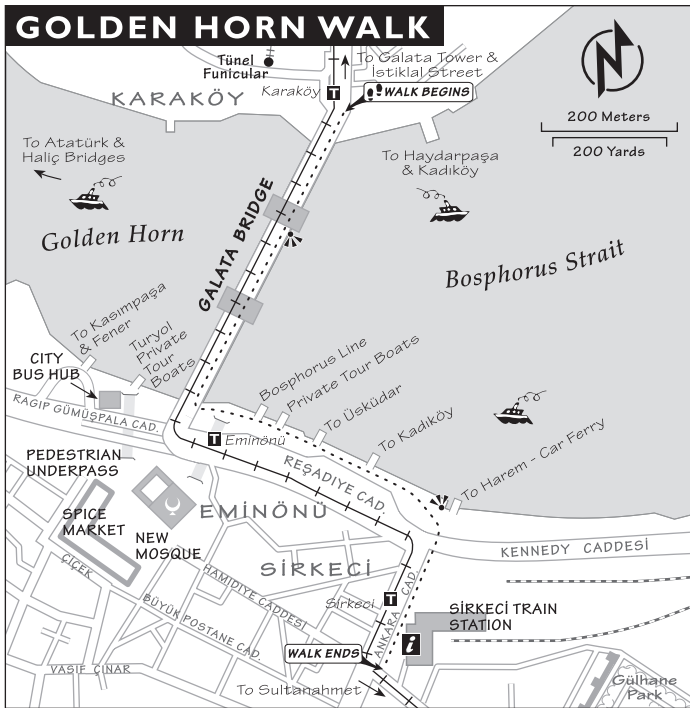 GOLDEN HORN WALK
Tünel
Funicular
To Galata Tower &
İstiklal Street
Karaköy
T
WALK BEGINS
KARAKÖY
N
200 Meters
200 Yards
To Atatürk &
Haliç Bridges
To Haydarpaşa
& Kadıköy
Golden Horn
GALATA BRIDGE
Bosphorus Strait
To Kasımpaşa
& Fener
Turyol
Private
Tour
Boats
CITY
BUS HUB
Bosphorus Line
Private Tour Boats
To Üsküdar
To Kadıköy
To Harem - Car Ferry
RAGIP GÜMÜŞPALA CAD.
T
Eminönü
PEDESTRIAN
UNDERPASS
REŞADIYE CAD.
SPICE
MARKET
NEW
MOSQUE
EMINÖNÜ
KENNEDY CADDESİ
SİRKECİ
ÇIÇEK
HAMIDIYE CADDESİ
BÜYÜK POSTANE CAD.
Sirkeci
T
ANKARA CAD.
SİRKECİ TRAIN
STATION
i
WALK ENDS
VASIF ÇINAR
To Sultanahmet
Gülhane
Park